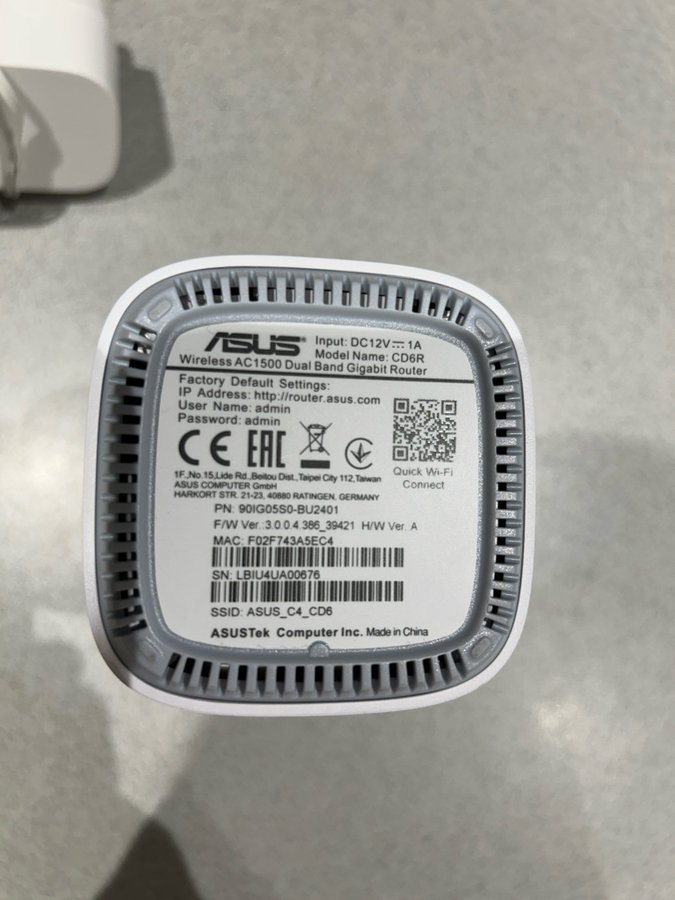 ASUS Input: DC12V⎓1A
Model Name: CD6R
Wireless AC1500 Dual Band Gigabit Router
Factory Default Settings:
IP Address: http://router.asus.com
User Name: admin
Password: admin
CE EAC
Quick Wi-Fi
Connect
1F.,No.15,Lide Rd.,Beitou Dist.,Taipei City 112,Taiwan
ASUS COMPUTER GmbH
HARKORT STR. 21-23, 40880 RATINGEN, GERMANY
PN: 90IG05S0-BU2401
F/W Ver.:3.0.0.4.386_39421 H/W Ver. A
MAC: F02F743A5EC4
SN: LBIU4UA00676
SSID: ASUS_C4_CD6
ASUSTek Computer Inc. Made in China